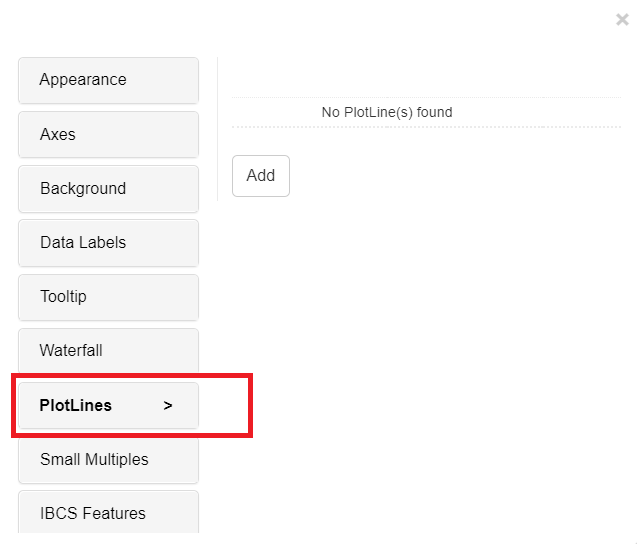 ×
Appearance
Axes
Background
Data Labels
Tooltip
Waterfall
PlotLines >
Small Multiples
IBCS Features
No PlotLine(s) found
Add